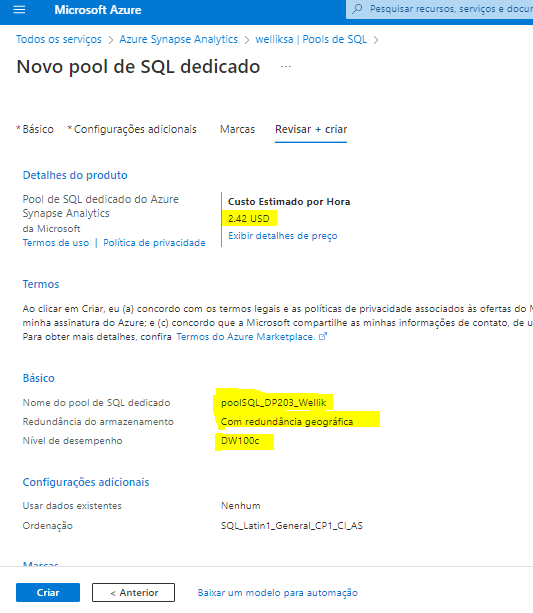 Microsoft Azure
Pesquisar recursos, serviços e docur
Todos os serviços > Azure Synapse Analytics > welliksa | Pools de SQL >
Novo pool de SQL dedicado ...
* Básico * Configurações adicionais Marcas Revisar + criar
Detalhes do produto
Pool de SQL dedicado do Azure
Synapse Analytics
da Microsoft
Termos de uso | Política de privacidade
Custo Estimado por Hora
2.42 USD
Exibir detalhes de preço
Termos
Ao clicar em Criar, eu (a) concordo com os termos legais e as políticas de privacidade associados às ofertas do M
minha assinatura do Azure; e (c) concordo que a Microsoft compartilhe as minhas informações de contato, de u
Para obter mais detalhes, confira Termos do Azure Marketplace.
Básico
Nome do pool de SQL dedicado poolSQL_DP203_Wellik
Redundância do armazenamento Com redundância geográfica
Nível de desempenho DW100c
Configurações adicionais
Usar dados existentes Nenhum
Ordenação SQL_Latin1_General_CP1_CI_AS
Marcas
Criar < Anterior Baixar um modelo para automação